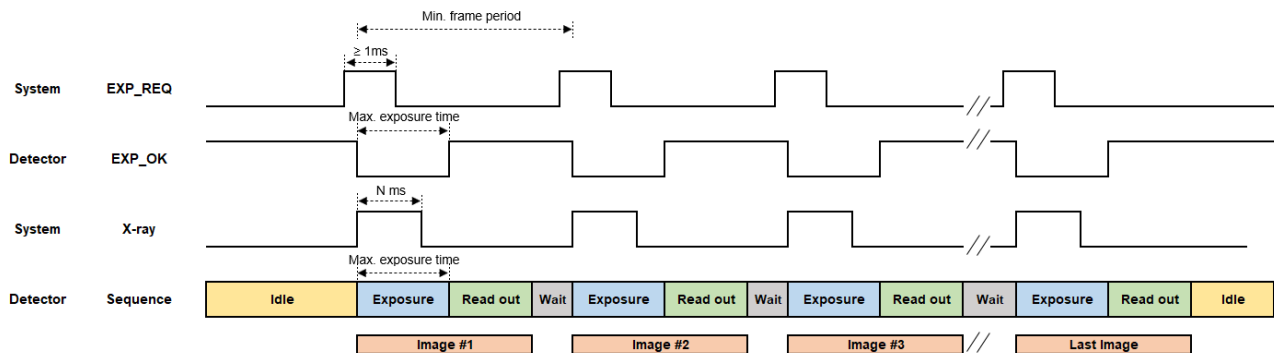 Min. frame period
≥ 1ms
System EXP_REQ
Max. exposure time
Detector EXP_OK
N ms
System X-ray
Max. exposure time
Detector Sequence Idle Exposure Read out Wait Exposure Read out Wait Exposure Read out Wait Exposure Read out Idle
Image #1 Image #2 Image #3 Last Image